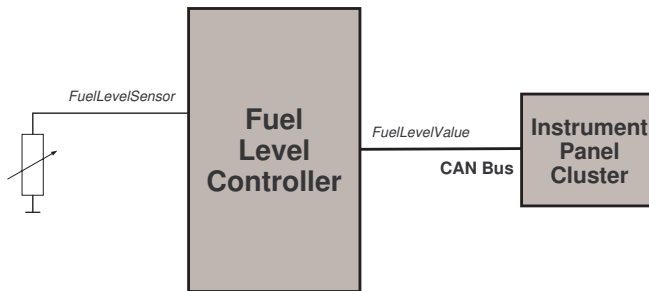 FuelLevelSensor
Fuel
Level
Controller
FuelLevelValue
CAN Bus
Instrument
Panel
Cluster